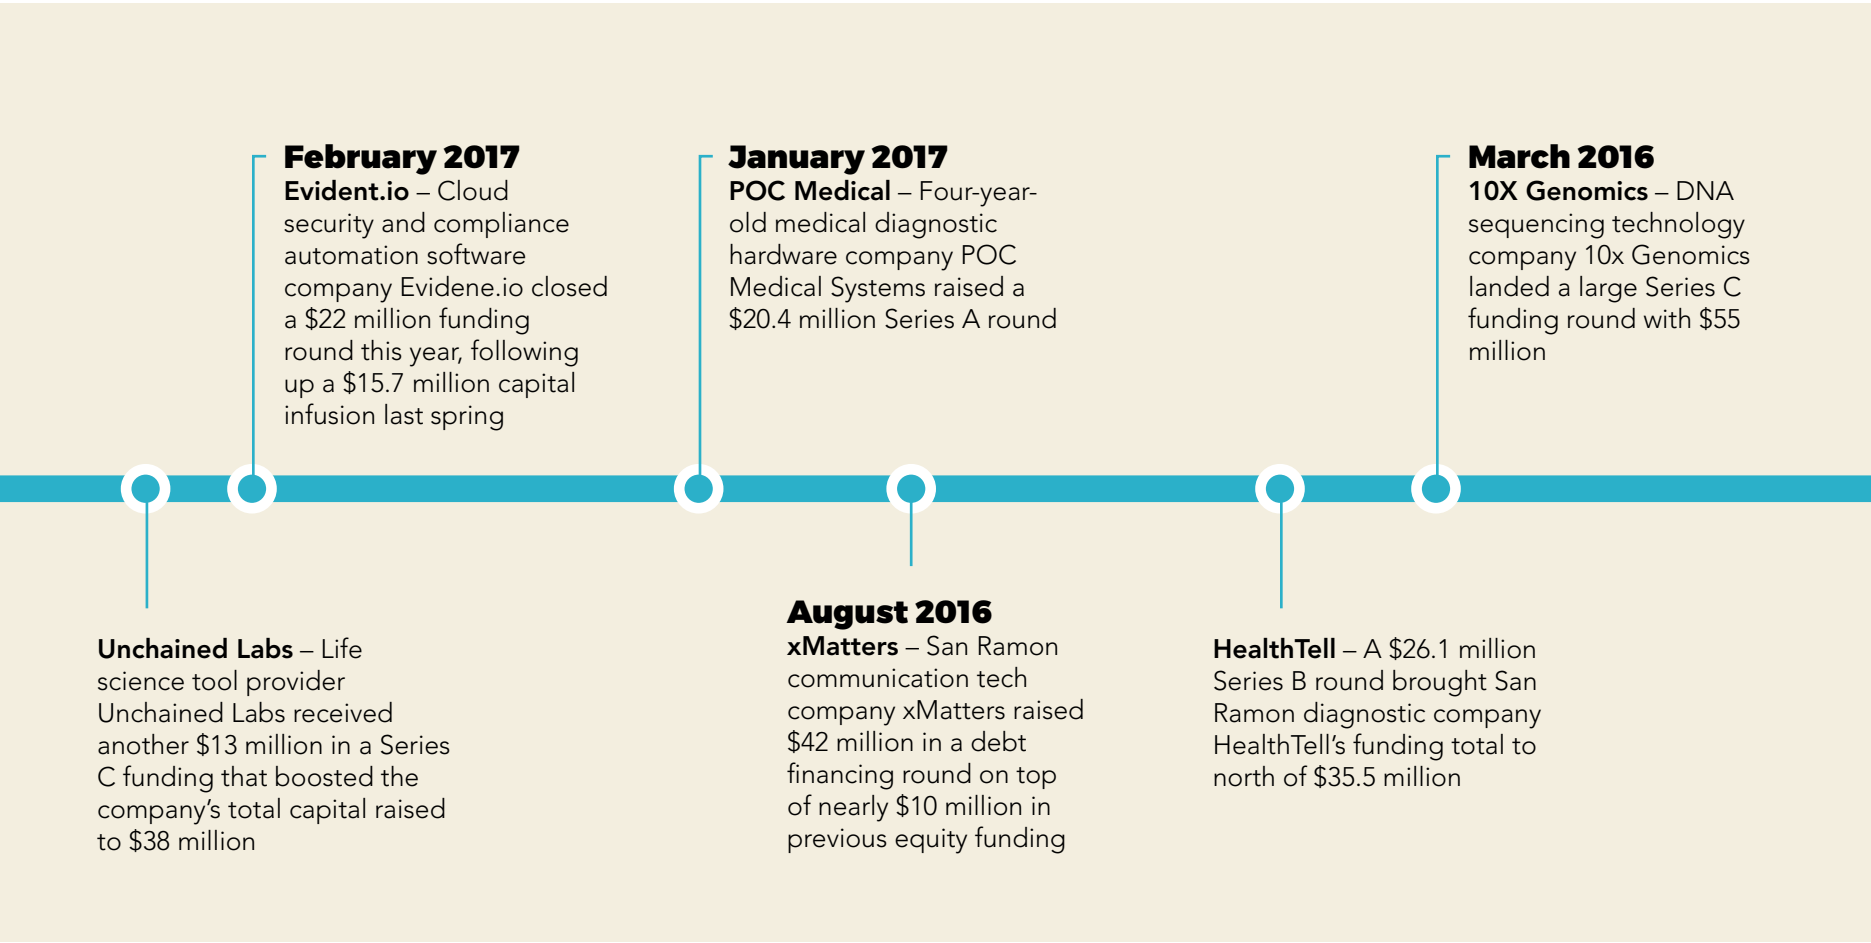 February 2017
Evident.io – Cloud
security and compliance
automation software
company Evidene.io closed
a $22 million funding
round this year, following
up a $15.7 million capital
infusion last spring
January 2017
POC Medical – Four-year-
old medical diagnostic
hardware company POC
Medical Systems raised a
$20.4 million Series A round
March 2016
10X Genomics – DNA
sequencing technology
company 10x Genomics
landed a large Series C
funding round with $55
million
Unchained Labs – Life
science tool provider
Unchained Labs received
another $13 million in a Series
C funding that boosted the
company’s total capital raised
to $38 million
August 2016
xMatters – San Ramon
communication tech
company xMatters raised
$42 million in a debt
financing round on top
of nearly $10 million in
previous equity funding
HealthTell – A $26.1 million
Series B round brought San
Ramon diagnostic company
HealthTell’s funding total to
north of $35.5 million